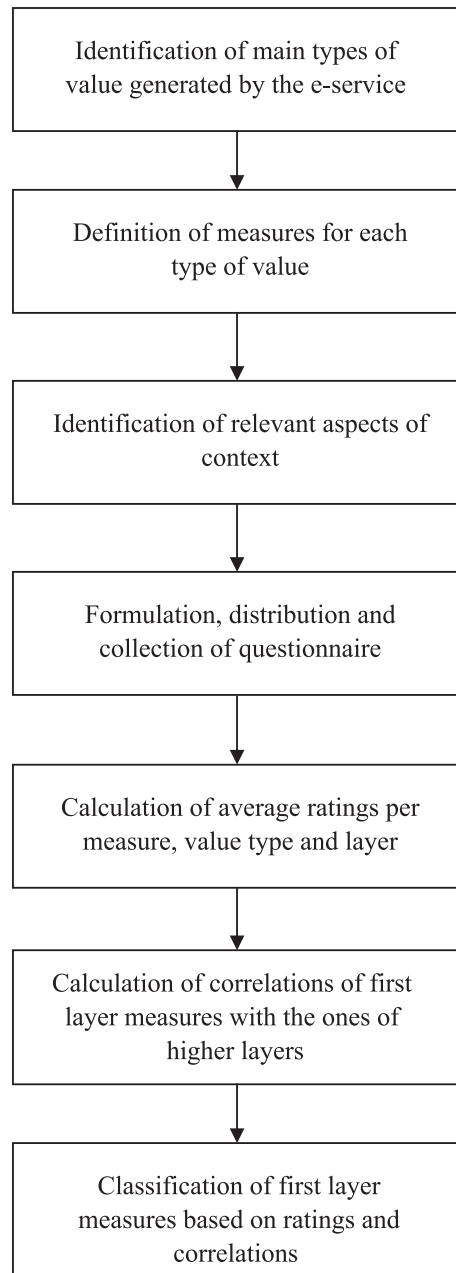 Identification of main types of
value generated by the e-service
Definition of measures for each
type of value
Identification of relevant aspects of
context
Formulation, distribution and
collection of questionnaire
Calculation of average ratings per
measure, value type and layer
Calculation of correlations of first
layer measures with the ones of
higher layers
Classification of first layer
measures based on ratings and
correlations